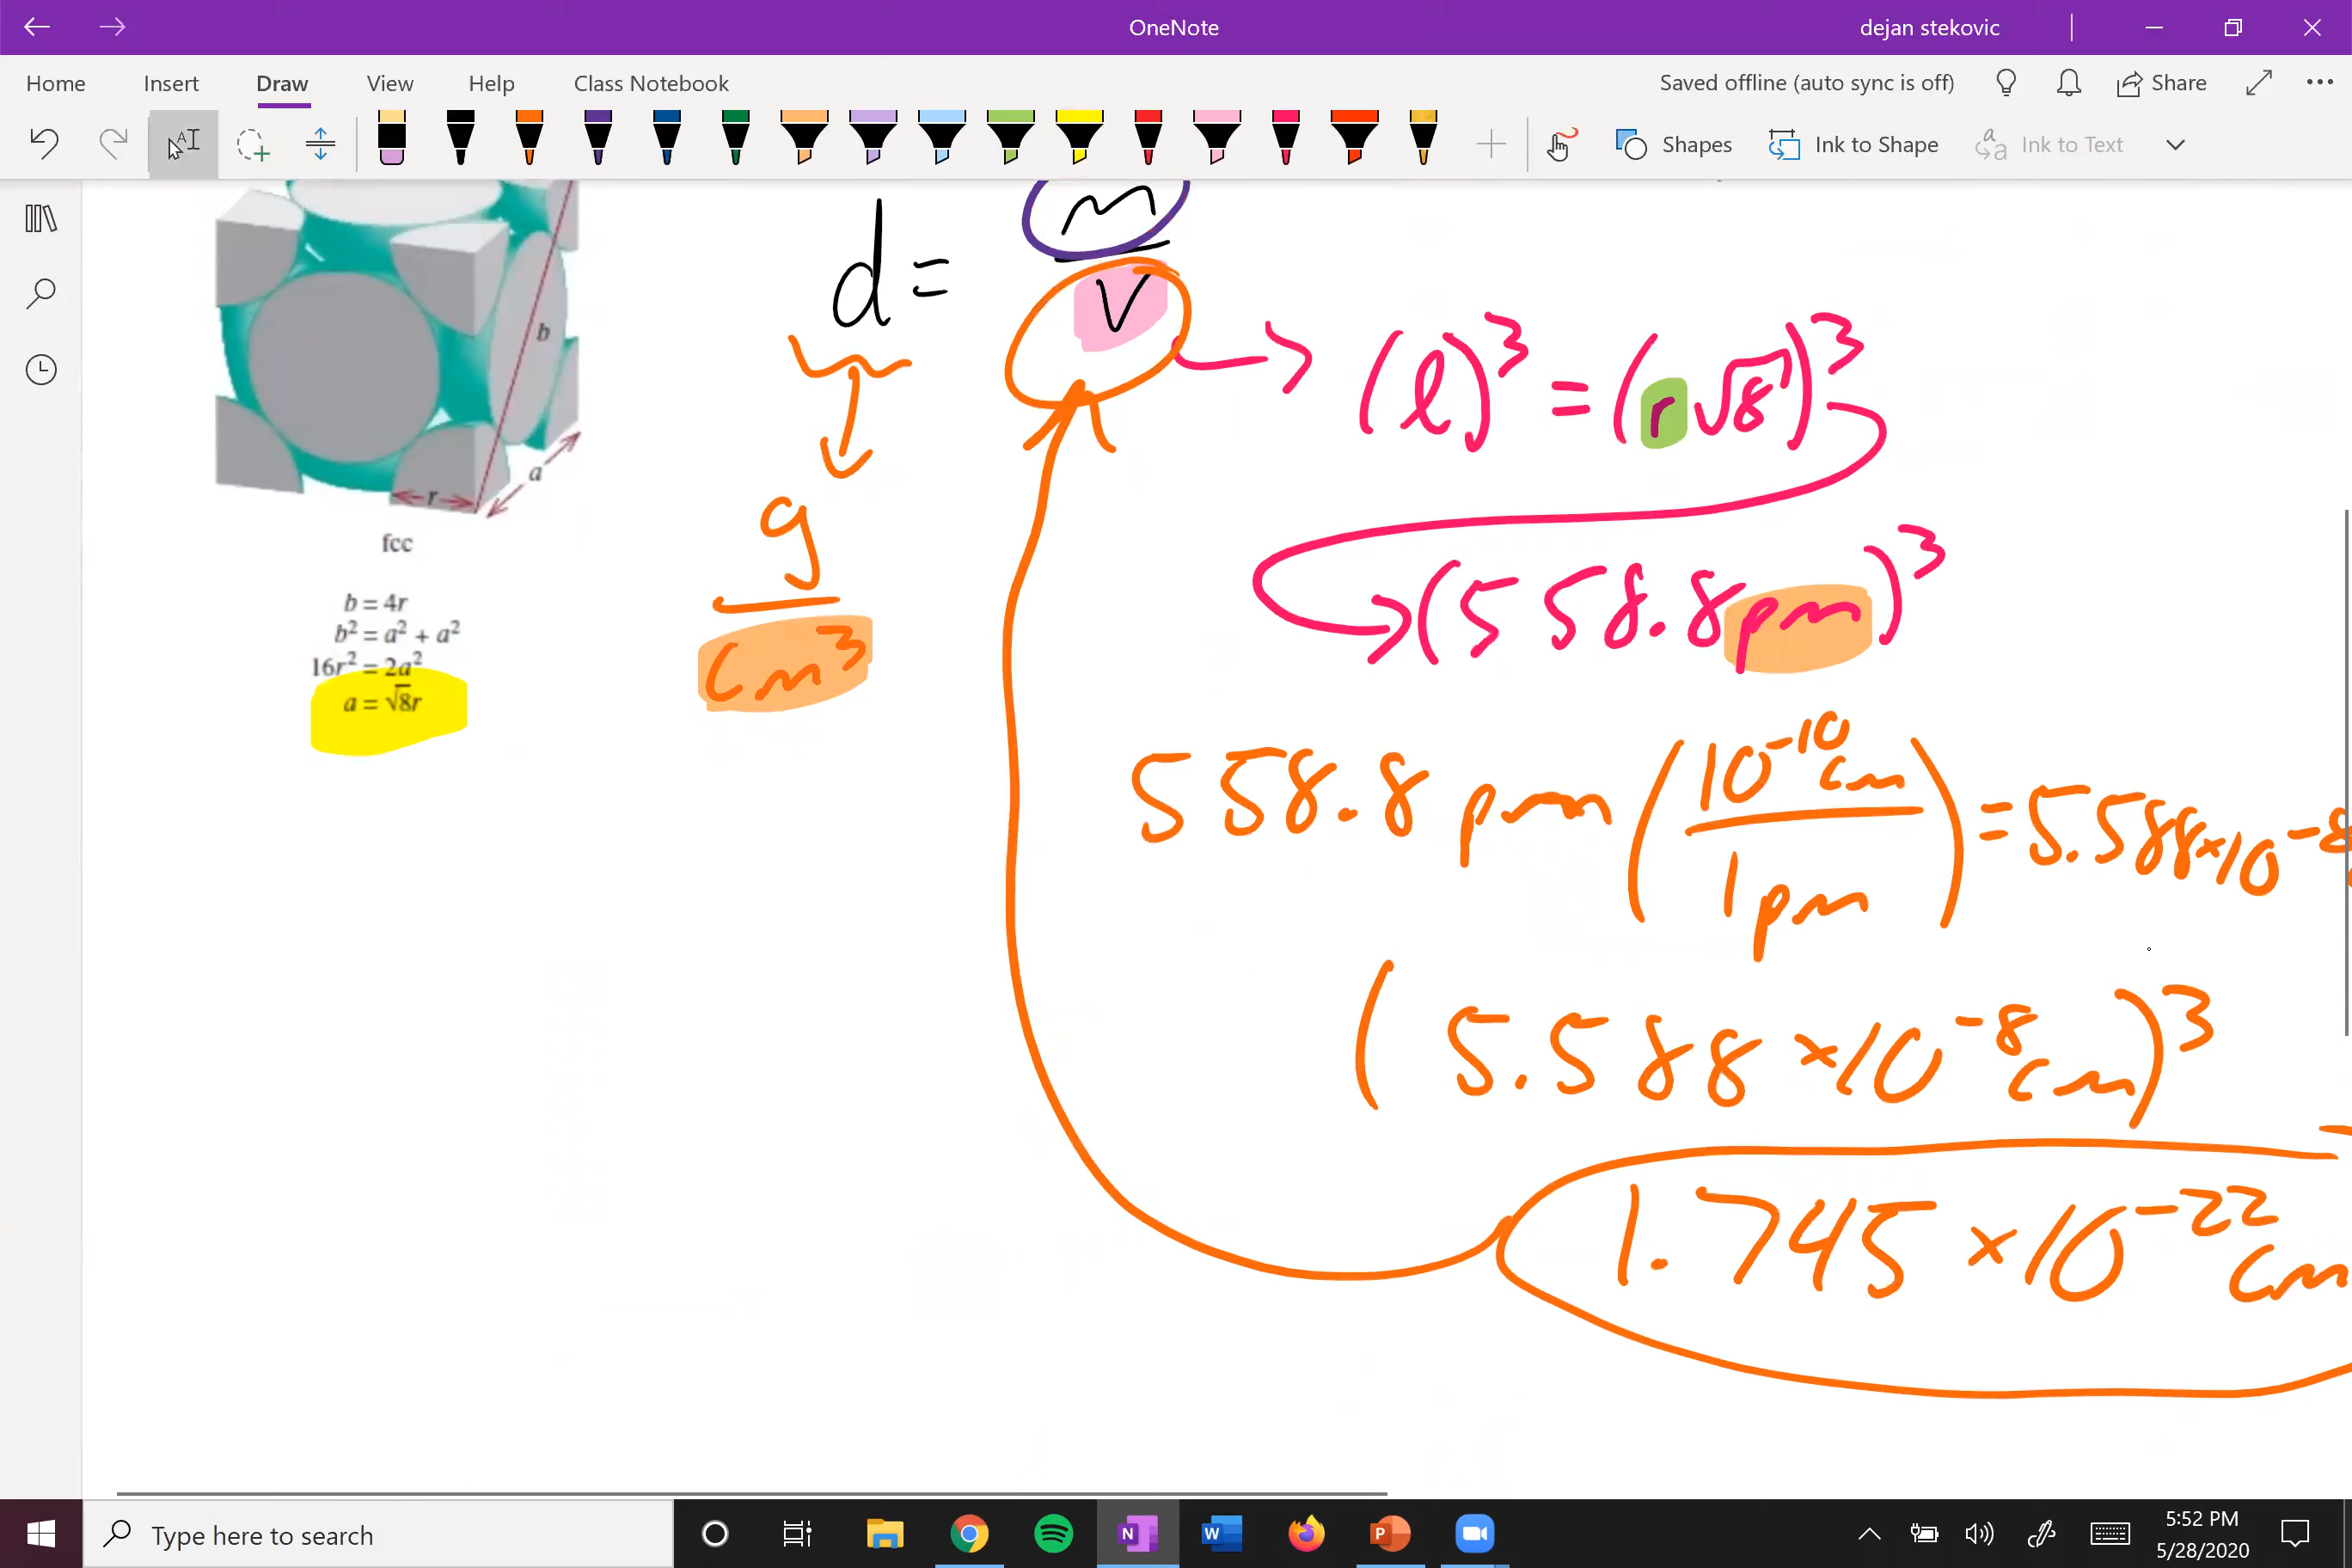 OneNote
dejan stekovic
Home Insert Draw View Help Class Notebook
Saved offline (auto sync is off) Share
Shapes Ink to Shape Ink to Text
d = m/V
(l)³ = (r√8)³
g/cm³
(558.8pm)³
558.8 pm (10⁻¹⁰ cm / 1 pm) = 5.588×10⁻⁸
(5.588 ×10⁻⁸ cm)³
1.745 ×10⁻²² cm
b
a
r
fcc
b = 4r
b² = a² + a²
16r² = 2a²
a = √8r
Type here to search
5:52 PM
5/28/2020